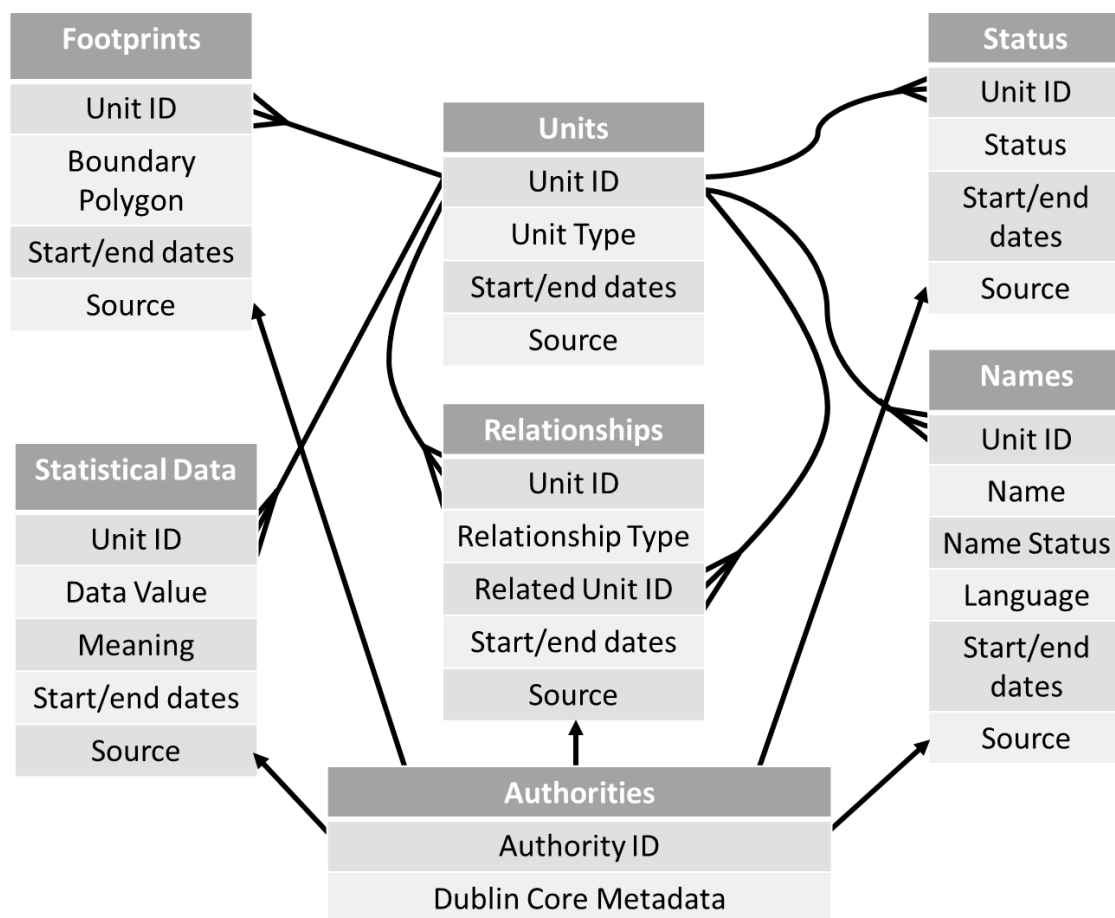 Footprints
Unit ID
Boundary
Polygon
Start/end dates
Source
Statistical Data
Unit ID
Data Value
Meaning
Start/end dates
Source
Units
Unit ID
Unit Type
Start/end dates
Source
Relationships
Unit ID
Relationship Type
Related Unit ID
Start/end dates
Source
Status
Unit ID
Status
Start/end
dates
Source
Names
Unit ID
Name
Name Status
Language
Start/end
dates
Source
Authorities
Authority ID
Dublin Core Metadata